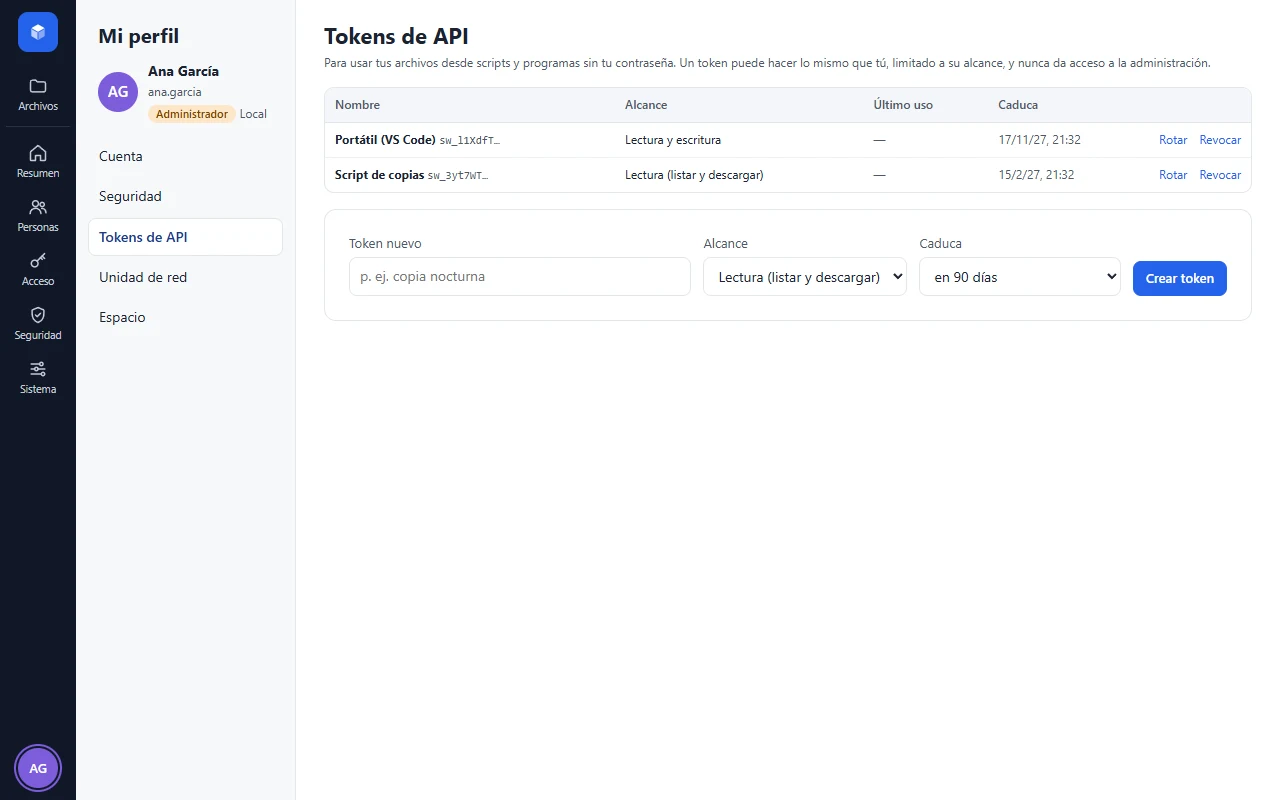 Archivos
Resumen
Personas
Acceso
Seguridad
Sistema
AG
Mi perfil
AG
Ana García
ana.garcia
Administrador Local
Cuenta
Seguridad
Tokens de API
Unidad de red
Espacio
Tokens de API
Para usar tus archivos desde scripts y programas sin tu contraseña. Un token puede hacer lo mismo que tú, limitado a su alcance, y nunca da acceso a la administración.
Nombre Alcance Último uso Caduca
Portátil (VS Code) sw_l1XdfT… Lectura y escritura — 17/11/27, 21:32 Rotar Revocar
Script de copias sw_3yt7WT… Lectura (listar y descargar) — 15/2/27, 21:32 Rotar Revocar
Token nuevo Alcance Caduca
p. ej. copia nocturna Lectura (listar y descargar) en 90 días Crear token